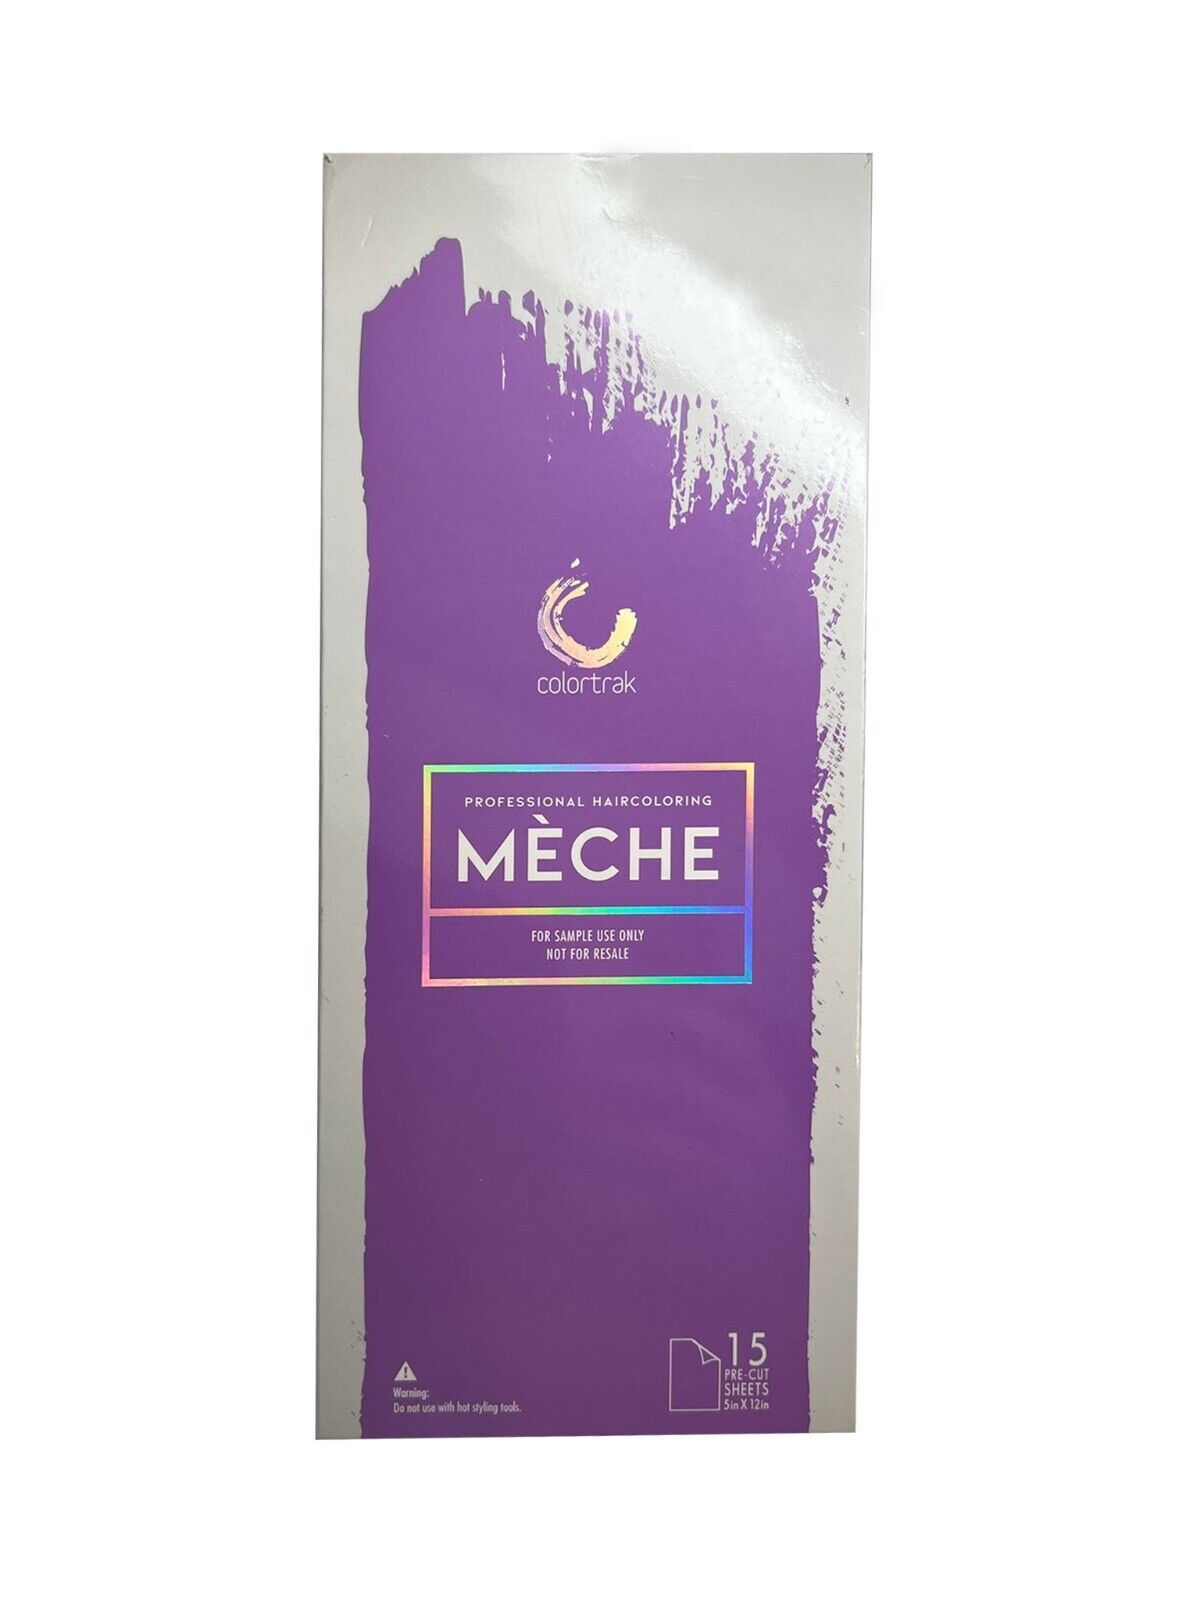 colortrak
PROFESSIONAL HAIRCOLORING
MÈCHE
FOR SAMPLE USE ONLY
NOT FOR RESALE
15
PRE-CUT
SHEETS
5in X 12in
Warning:
Do not use with hot styling tools.